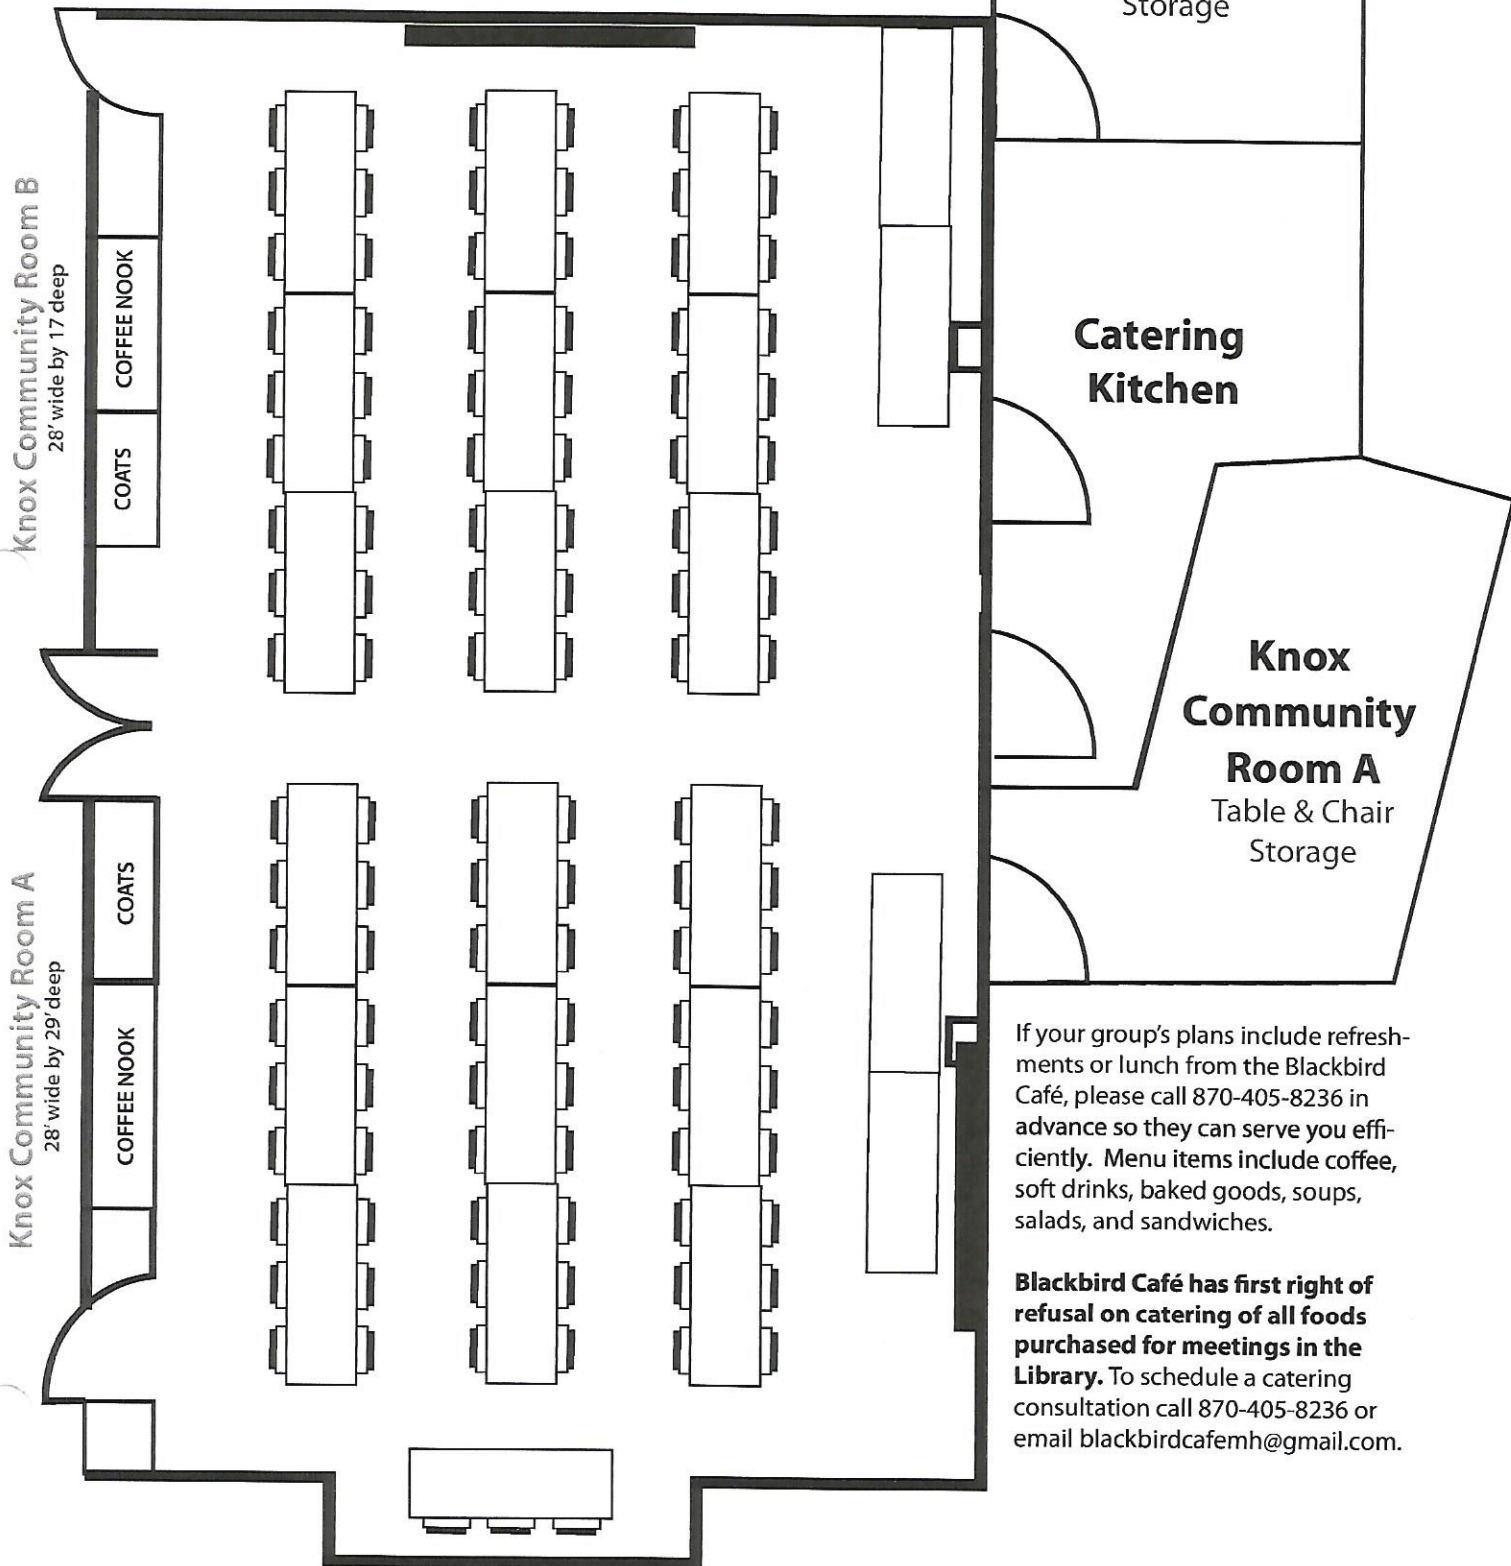 Storage
Knox Community Room B
28' wide by 17 deep
COFFEE NOOK
COATS
Catering
Kitchen
Knox
Community
Room A
Table & Chair
Storage
Knox Community Room A
28' wide by 29' deep
COATS
COFFEE NOOK
If your group's plans include refresh-
ments or lunch from the Blackbird
Café, please call 870-405-8236 in
advance so they can serve you effi-
ciently.  Menu items include coffee,
soft drinks, baked goods, soups,
salads, and sandwiches.
Blackbird Café has first right of
refusal on catering of all foods
purchased for meetings in the
Library. To schedule a catering
consultation call 870-405-8236 or
email blackbirdcafemh@gmail.com.